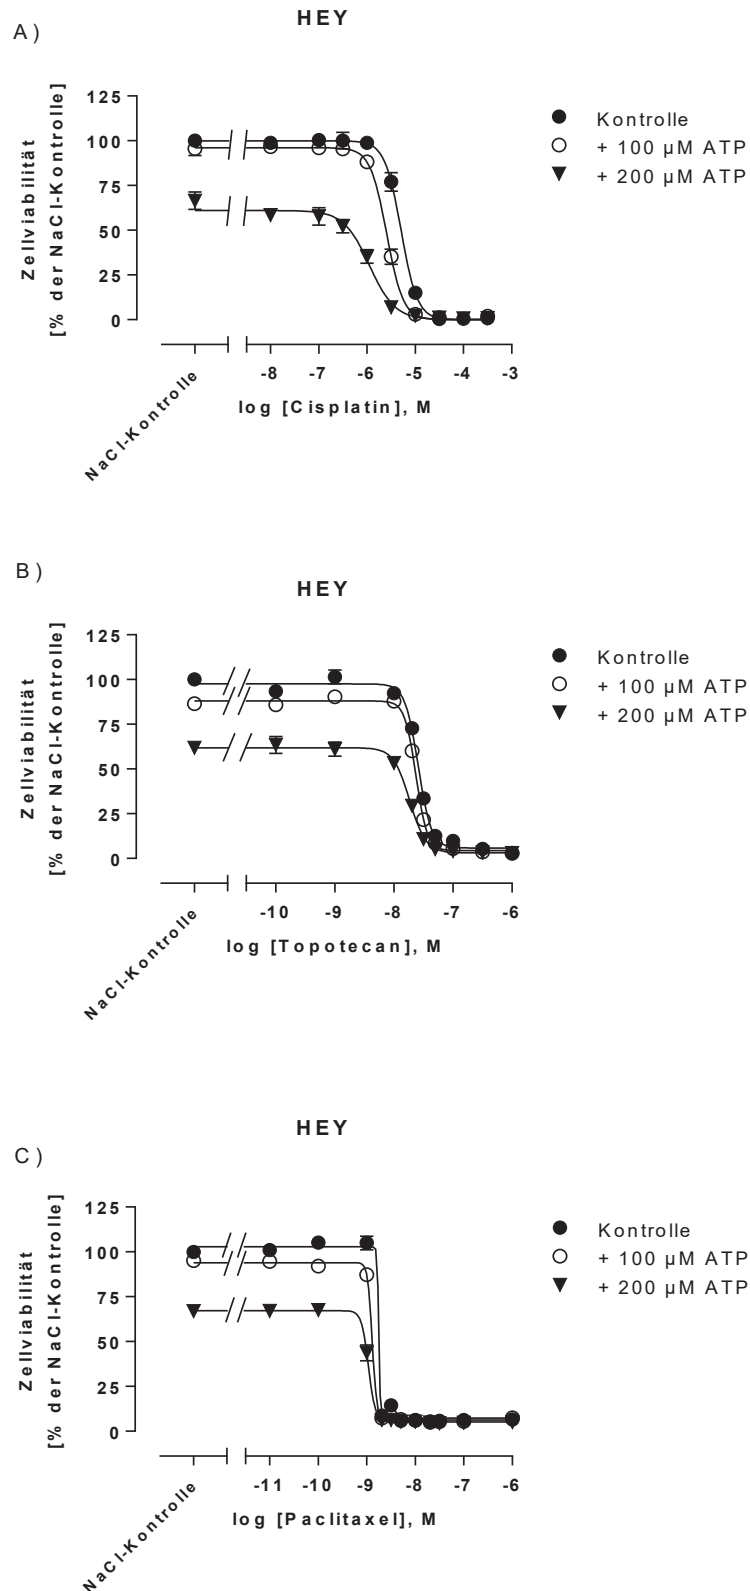 HEY
A)
Zellviabilität
[% der NaCl-Kontrolle]
125
100
75
50
25
0
Kontrolle
+ 100 µM ATP
+ 200 µM ATP
NaCl-Kontrolle
-8 -7 -6 -5 -4 -3
log [Cisplatin], M
B)
HEY
Zellviabilität
[% der NaCl-Kontrolle]
125
100
75
50
25
0
Kontrolle
+ 100 µM ATP
+ 200 µM ATP
NaCl-Kontrolle
-10 -9 -8 -7 -6
log [Topotecan], M
HEY
C)
Zellviabilität
[% der NaCl-Kontrolle]
125
100
75
50
25
0
Kontrolle
+ 100 µM ATP
+ 200 µM ATP
NaCl-Kontrolle
-11 -10 -9 -8 -7 -6
log [Paclitaxel], M